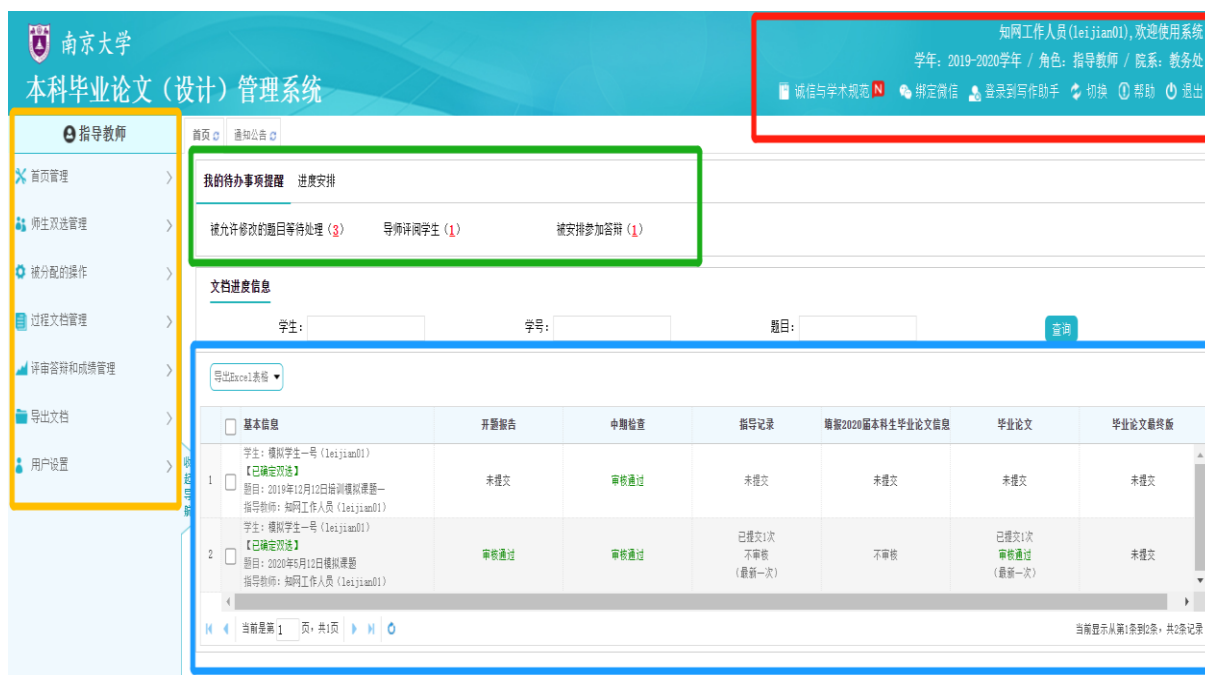 南京大学
本科毕业论文（设计）管理系统
知网工作人员(leijian01),欢迎使用系统
学年: 2019-2020学年 / 角色: 指导教师 / 院系: 教务处
诚信与学术规范 N 绑定微信 登录到写作助手 切换 帮助 退出
指导教师
首页管理
师生双选管理
被分配的操作
过程文档管理
评审答辩和成绩管理
导出文档
用户设置
收起导航
首页 通知公告
我的待办事项提醒 进度安排
被允许修改的题目等待处理（3） 导师评阅学生（1） 被安排参加答辩（1）
文档进度信息
学生: 学号: 题目: 查询
导出Excel表格
基本信息 开题报告 中期检查 指导记录 填报2020届本科生毕业论文信息 毕业论文 毕业论文最终版
学生: 模拟学生一号（leijian01）
【已确定双选】
1 题目: 2019年12月12日培训模拟课题一 未提交 审核通过 未提交 未提交 未提交 未提交
指导教师: 知网工作人员（leijian01）
学生: 模拟学生一号（leijian01）
【已确定双选】 已提交1次 已提交1次
2 题目: 2020年5月12日模拟课题 审核通过 审核通过 不审核 不审核 审核通过 未提交
指导教师: 知网工作人员（leijian01） （最新一次） （最新一次）
当前是第 1 页，共1页 当前显示从第1条到2条，共2条记录